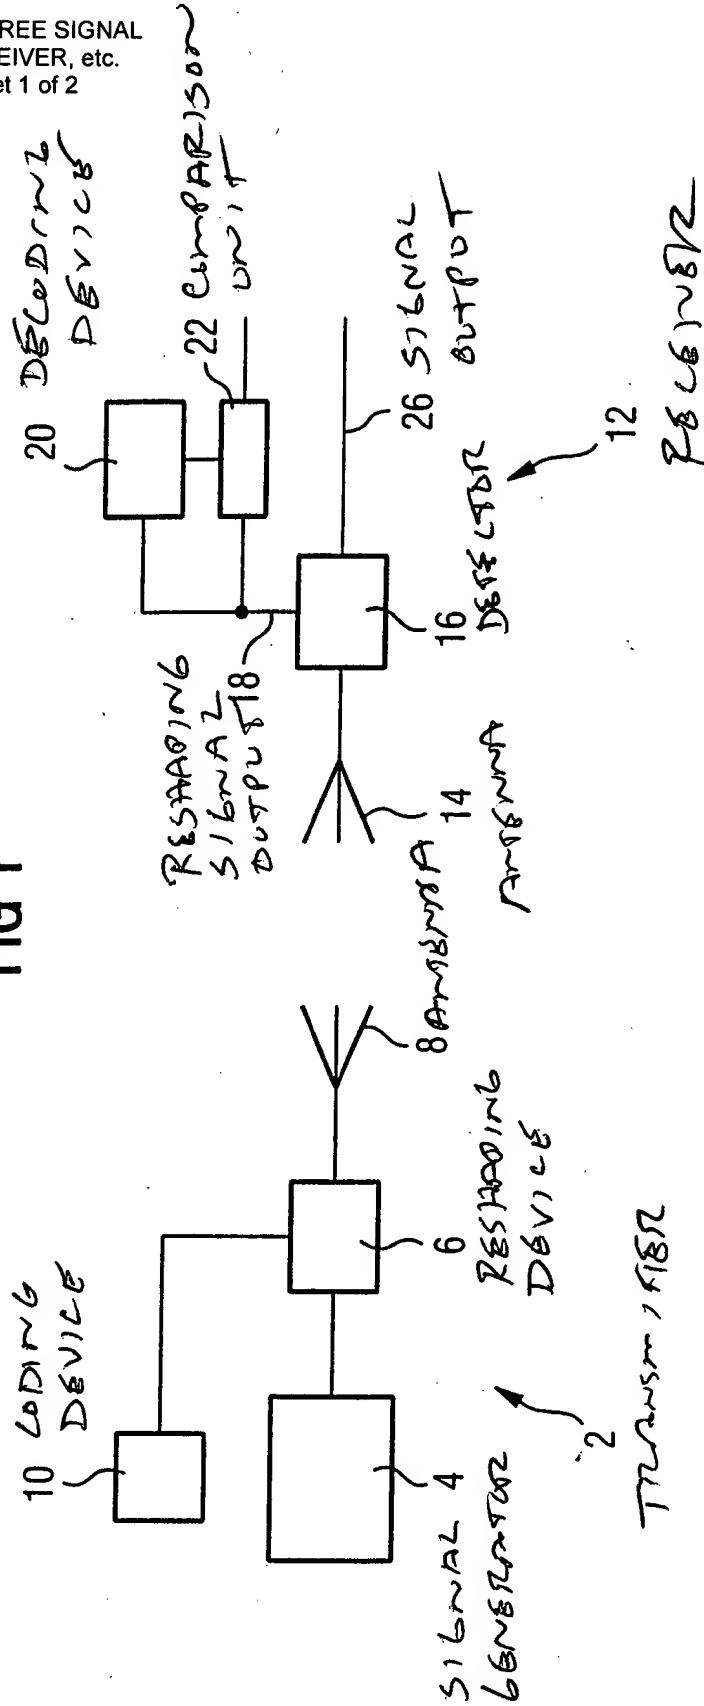 REE SIGNAL
EIVER, etc.
et 1 of 2
FIG 1
10 CODING
DEVICE
SIGNAL 4
GENERATOR
6
RESHAPING
DEVICE
8 ANTENNA
2
TRANSMITTER
14
ANTENNA
RESHAPING
SIGNAL
OUTPUT 18
16
DETECTOR
20 DECODING
DEVICE
22 COMPARISON
UNIT
26 SIGNAL
OUTPUT
12
RECEIVER